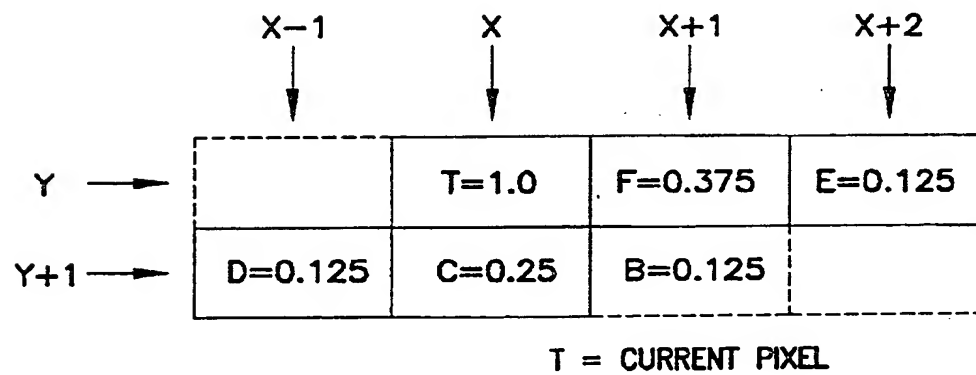 X-1 X X+1 X+2
Y T=1.0 F=0.375 E=0.125
Y+1 D=0.125 C=0.25 B=0.125
T = CURRENT PIXEL